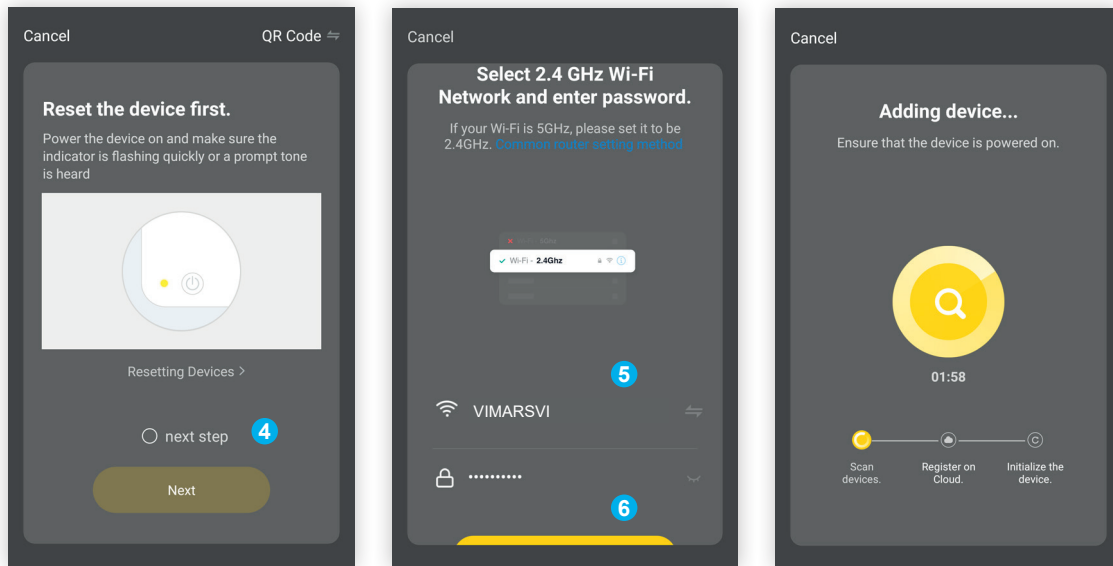 Cancel
QR Code
Reset the device first.
Power the device on and make sure the
indicator is flashing quickly or a prompt tone
is heard
Resetting Devices >
next step
4
Next
Cancel
Select 2.4 GHz Wi-Fi
Network and enter password.
If your Wi-Fi is 5GHz, please set it to be
2.4GHz. Common router setting method
Wi-Fi - 2.4Ghz
5
VIMARSVI
••••••••••
6
Cancel
Adding device...
Ensure that the device is powered on.
01:58
Scan
devices.
Register on
Cloud.
Initialize the
device.